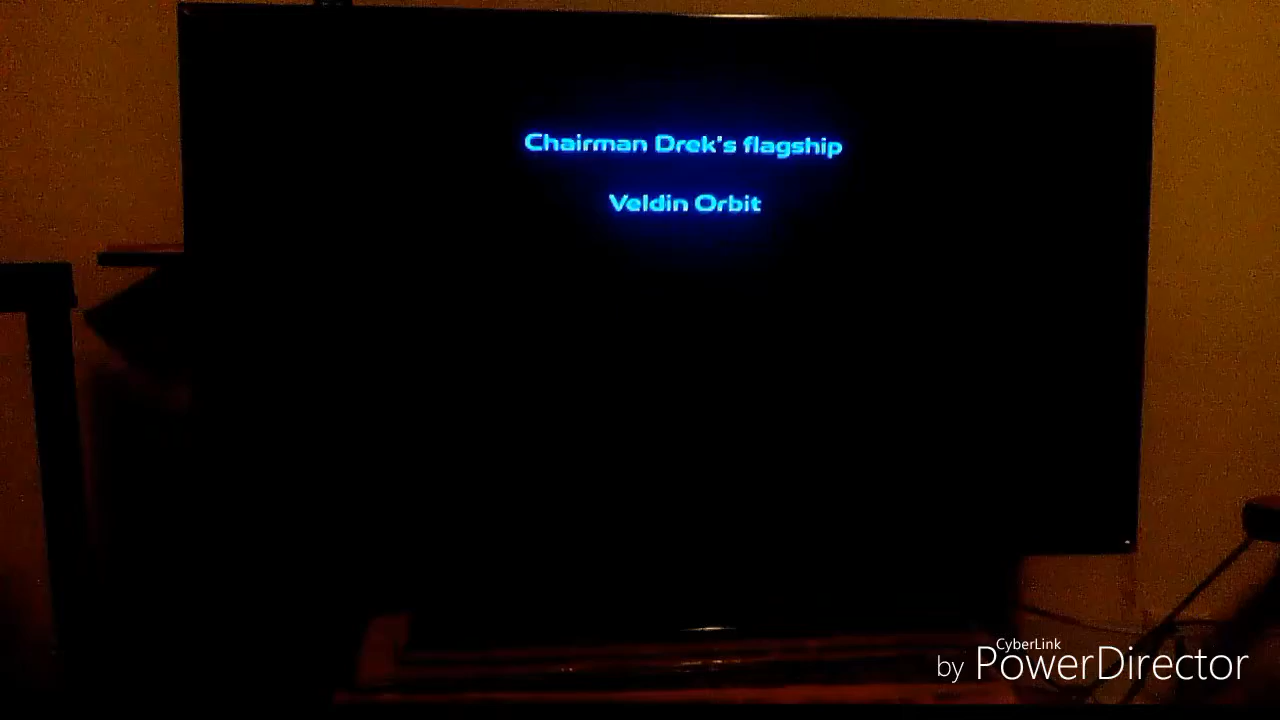 Chairman Drek's flagship
Veldin Orbit
CyberLink
by PowerDirector